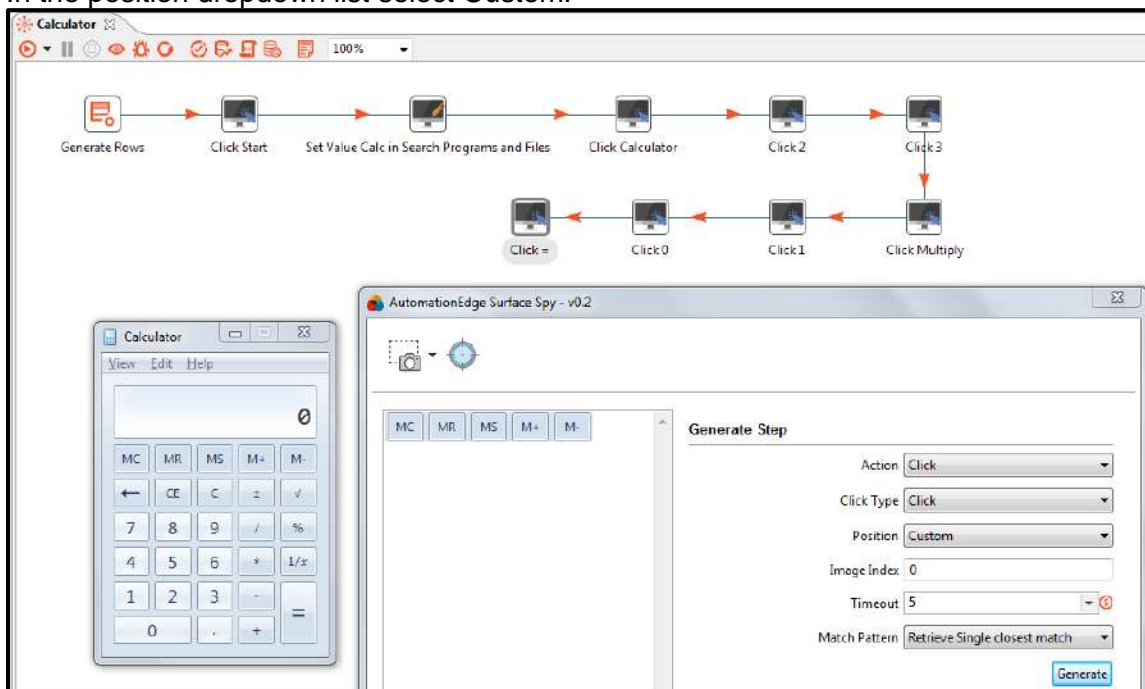 In the position dropdown list select Custom.
Calculator
100%
Generate Rows
Click Start
Set Value Calc in Search Programs and Files
Click Calculator
Click 2
Click 3
Click =
Click 0
Click 1
Click Multiply
AutomationEdge Surface Spy - v0.2
Calculator
View Edit Help
0
MC MR MS M+ M-
← CE C ± √
7 8 9 / %
4 5 6 * 1/x
1 2 3 - =
0 . +
MC MR MS M+ M-
Generate Step
Action Click
Click Type Click
Position Custom
Image Index 0
Timeout 5
Match Pattern Retrieve Single closest match
Generate